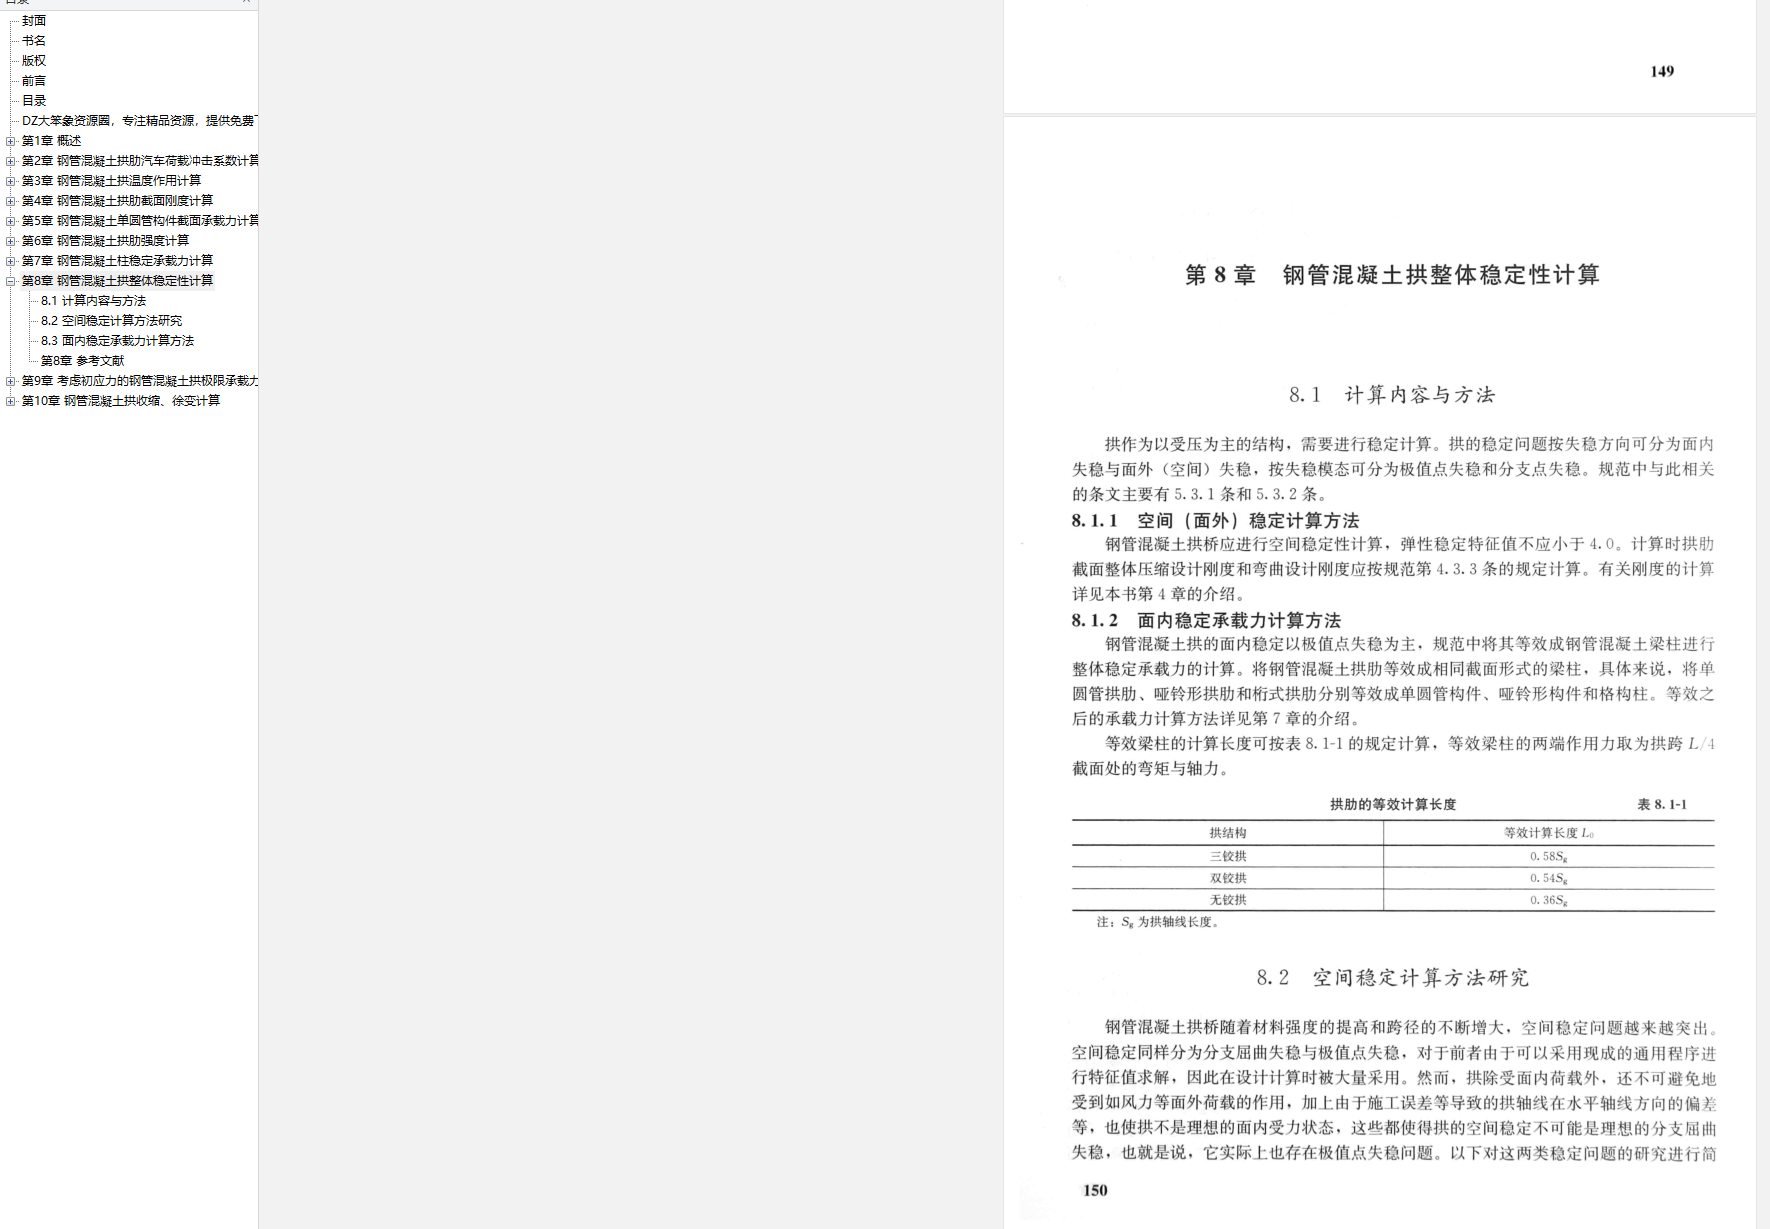 封面
书名
版权
前言
目录
DZ大笨象资源圈，专注精品资源，提供免费
第1章 概述
第2章 钢管混凝土拱肋汽车荷载冲击系数计算
第3章 钢管混凝土拱温度作用计算
第4章 钢管混凝土拱肋截面刚度计算
第5章 钢管混凝土单圆管构件截面承载力计算
第6章 钢管混凝土拱肋强度计算
第7章 钢管混凝土柱稳定承载力计算
第8章 钢管混凝土拱整体稳定性计算
8.1 计算内容与方法
8.2 空间稳定计算方法研究
8.3 面内稳定承载力计算方法
第8章 参考文献
第9章 考虑初应力的钢管混凝土拱极限承载力
第10章 钢管混凝土拱收缩、徐变计算
149
第 8 章 钢管混凝土拱整体稳定性计算
8.1 计算内容与方法
拱作为以受压为主的结构，需要进行稳定计算。拱的稳定问题按失稳方向可分为面内
失稳与面外（空间）失稳，按失稳模态可分为极值点失稳和分支点失稳。规范中与此相关
的条文主要有 5.3.1 条和 5.3.2 条。
8.1.1 空间（面外）稳定计算方法
钢管混凝土拱桥应进行空间稳定性计算，弹性稳定特征值不应小于 4.0。计算时拱肋
截面整体压缩设计刚度和弯曲设计刚度应按规范第 4.3.3 条的规定计算。有关刚度的计算
详见本书第 4 章的介绍。
8.1.2 面内稳定承载力计算方法
钢管混凝土拱的面内稳定以极值点失稳为主，规范中将其等效成钢管混凝土梁柱进行
整体稳定承载力的计算。将钢管混凝土拱肋等效成相同截面形式的梁柱，具体来说，将单
圆管拱肋、哑铃形拱肋和桁式拱肋分别等效成单圆管构件、哑铃形构件和格构柱。等效之
后的承载力计算方法详见第 7 章的介绍。
等效梁柱的计算长度可按表 8.1-1 的规定计算，等效梁柱的两端作用力取为拱跨 L/4
截面处的弯矩与轴力。
拱肋的等效计算长度 表 8.1-1
拱结构 等效计算长度 L₀
三铰拱 0.58Sg
双铰拱 0.54Sg
无铰拱 0.36Sg
注：Sg 为拱轴线长度。
8.2 空间稳定计算方法研究
钢管混凝土拱桥随着材料强度的提高和跨径的不断增大，空间稳定问题越来越突出。
空间稳定同样分为分支屈曲失稳与极值点失稳，对于前者由于可以采用现成的通用程序进
行特征值求解，因此在设计计算时被大量采用。然而，拱除受面内荷载外，还不可避免地
受到如风力等面外荷载的作用，加上由于施工误差等导致的拱轴线在水平轴线方向的偏差
等，也使拱不是理想的面内受力状态，这些都使得拱的空间稳定不可能是理想的分支屈曲
失稳，也就是说，它实际上也存在极值点失稳问题。以下对这两类稳定问题的研究进行简
150